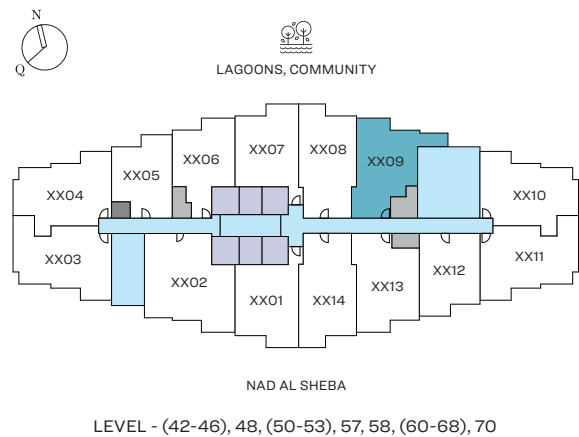 N
Q
LAGOONS, COMMUNITY
XX07
XX08
XX06
XX09
XX05
XX04
XX10
XX03
XX11
XX02
XX12
XX13
XX01
XX14
NAD AL SHEBA
LEVEL - (42-46), 48, (50-53), 57, 58, (60-68), 70